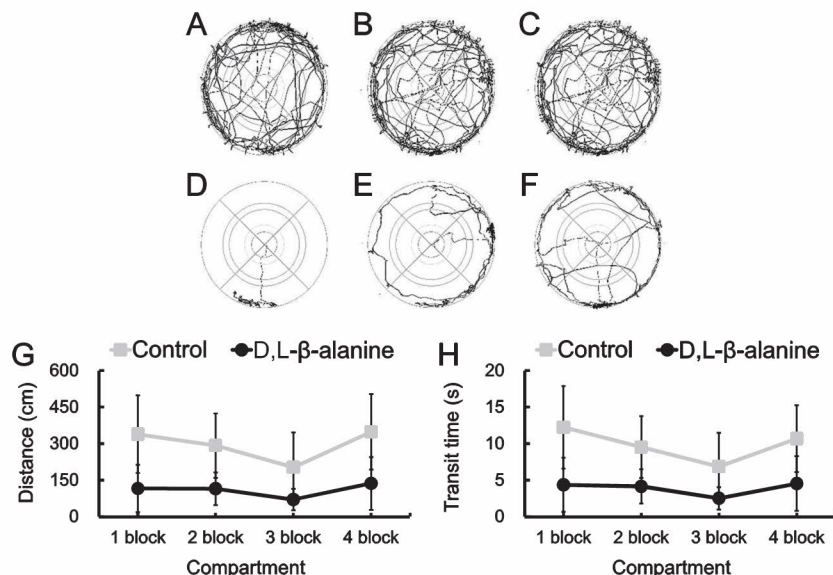 A B C
D E F
G Control D,L-β-alanine
600
450
300
150
0
Distance (cm)
1 block 2 block 3 block 4 block
Compartment
H Control D,L-β-alanine
20
15
10
5
0
Transit time (s)
1 block 2 block 3 block 4 block
Compartment